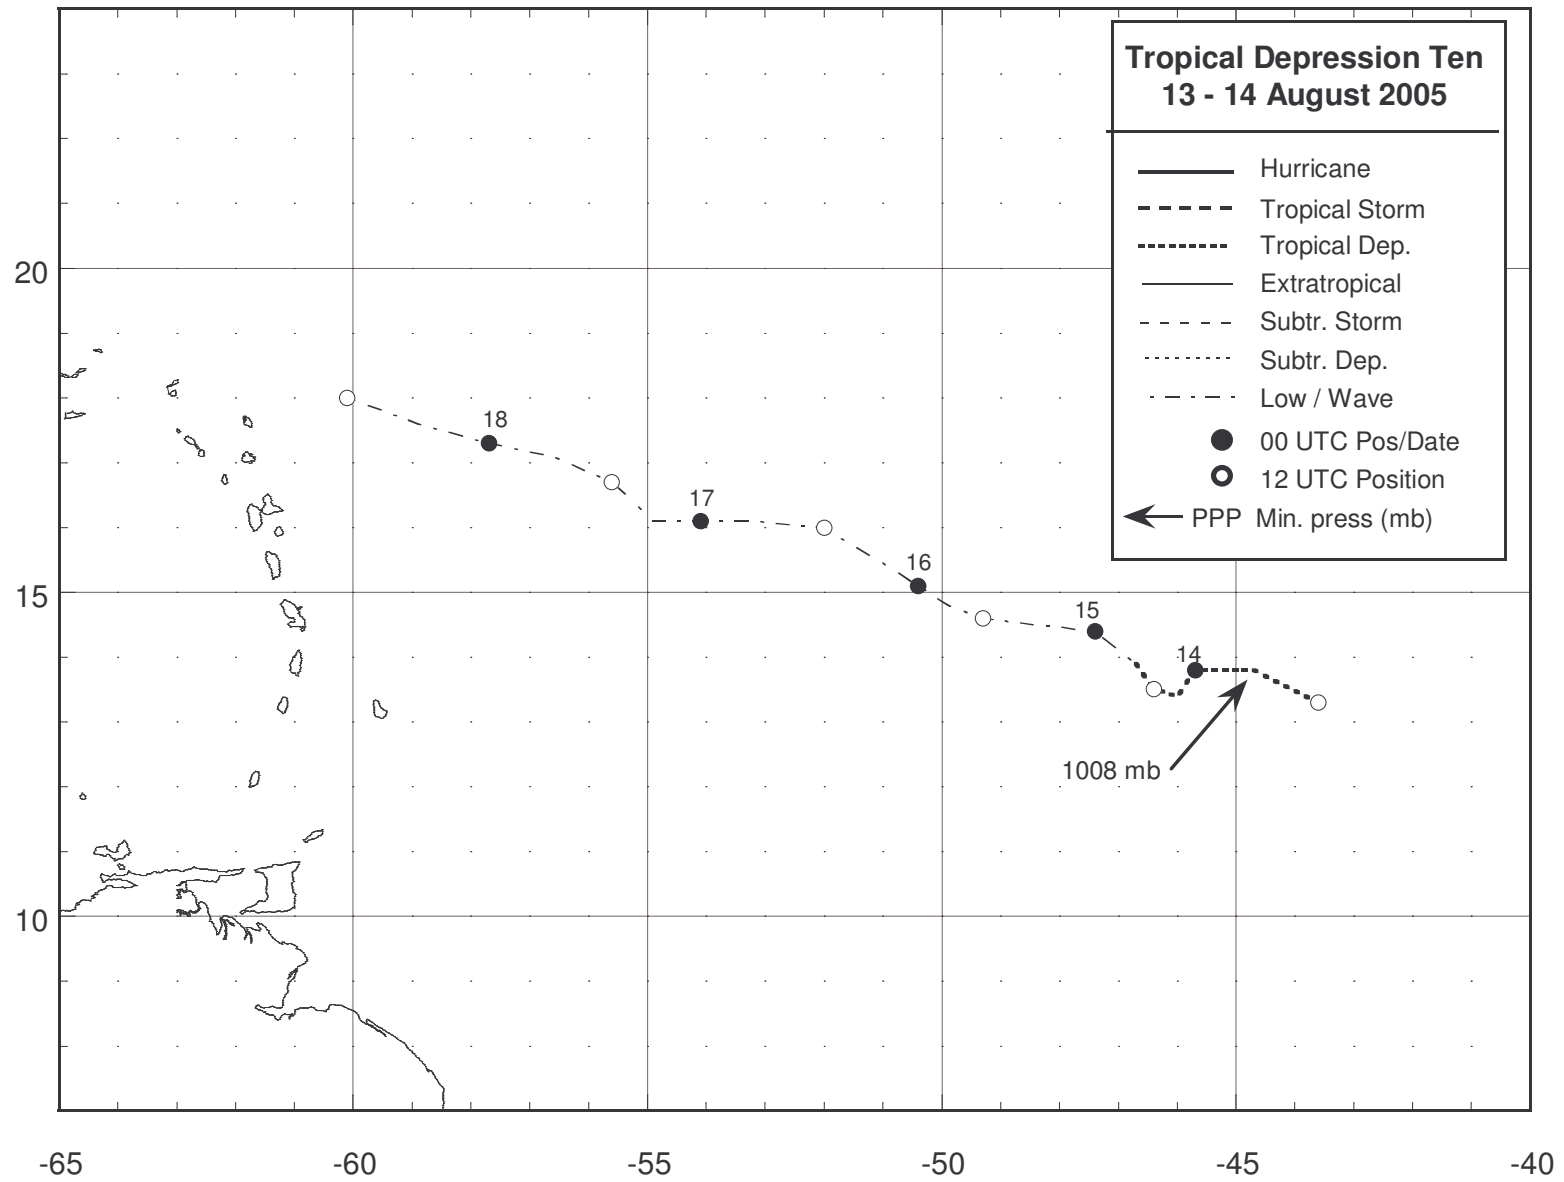 Tropical Depression Ten
13 - 14 August 2005
Hurricane
Tropical Storm
Tropical Dep.
Extratropical
Subtr. Storm
Subtr. Dep.
Low / Wave
00 UTC Pos/Date
12 UTC Position
PPP Min. press (mb)
20
18
17
16
15
15
14
1008 mb
10
-65 -60 -55 -50 -45 -40